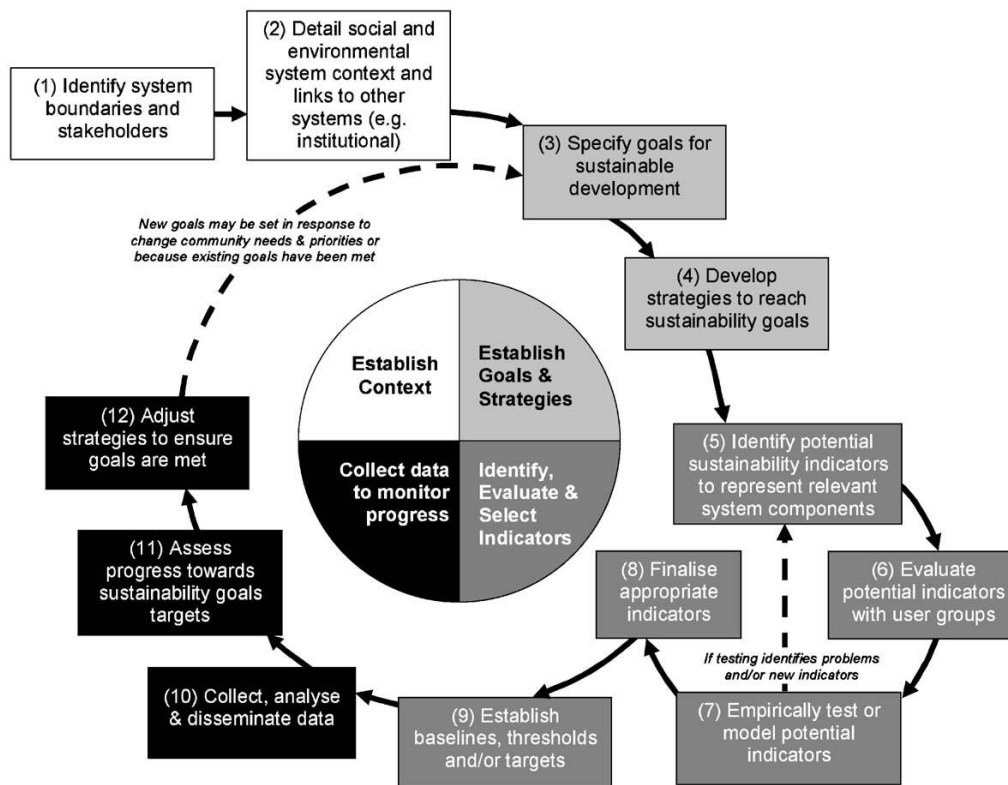 (1) Identify system
boundaries and
stakeholders
(2) Detail social and
environmental
system context and
links to other
systems (e.g.
institutional)
(3) Specify goals for
sustainable
development
New goals may be set in response to
change community needs & priorities or
because existing goals have been met
(4) Develop
strategies to reach
sustainability goals
Establish
Context
Establish
Goals &
Strategies
Collect data
to monitor
progress
Identify,
Evaluate &
Select
Indicators
(5) Identify potential
sustainability indicators
to represent relevant
system components
(6) Evaluate
potential indicators
with user groups
If testing identifies problems
and/or new indicators
(7) Empirically test or
model potential
indicators
(8) Finalise
appropriate
indicators
(9) Establish
baselines, thresholds
and/or targets
(10) Collect, analyse
& disseminate data
(11) Assess
progress towards
sustainability goals
targets
(12) Adjust
strategies to ensure
goals are met